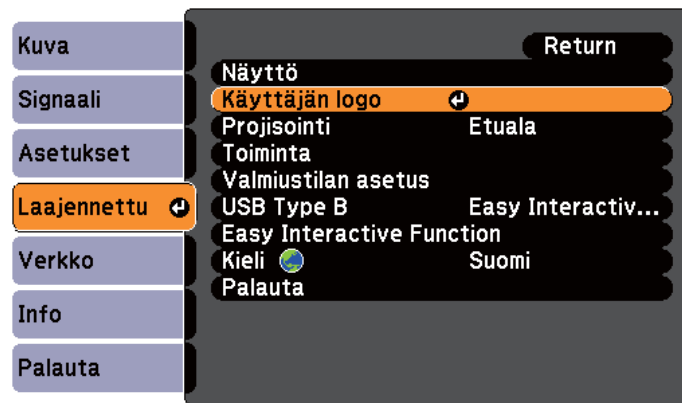 Kuva
Signaali
Asetukset
Laajennettu
Verkko
Info
Palauta
Return
Näyttö
Käyttäjän logo
Projisointi Etuala
Toiminta
Valmiustilan asetus
USB Type B Easy Interactiv...
Easy Interactive Function
Kieli Suomi
Palauta